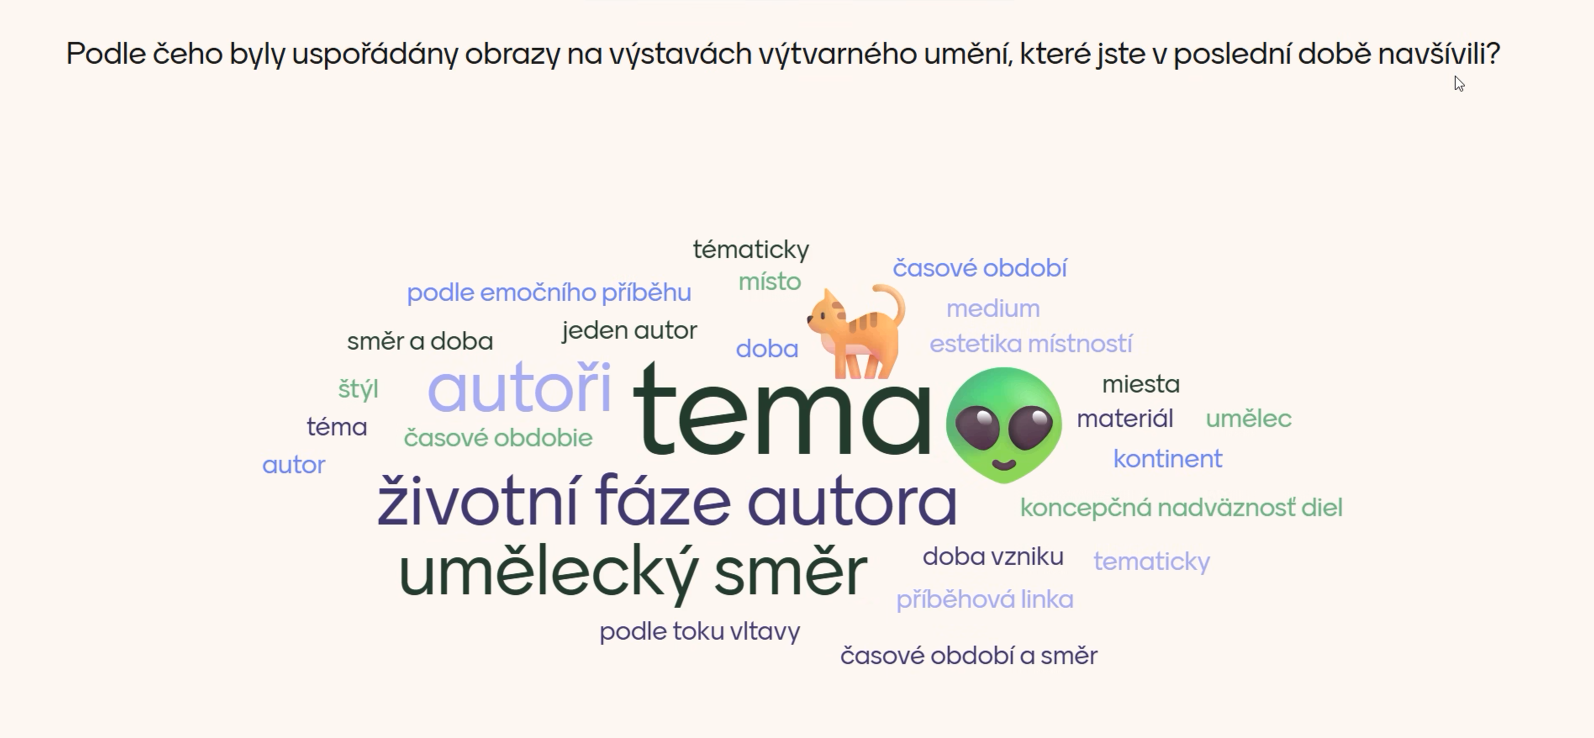 Podle čeho byly uspořádány obrazy na výstavách výtvarného umění, které jste v poslední době navšívili?
tématicky
místo
časové období
podle emočního příběhu
medium
jeden autor
směr a doba
doba
estetika místností
autoři
tema
štýl
miesta
téma
časové obdobie
materiál
umělec
autor
kontinent
životní fáze autora
koncepčná nadväznosť diel
umělecký směr
doba vzniku
tematicky
příběhová linka
podle toku vltavy
časové období a směr